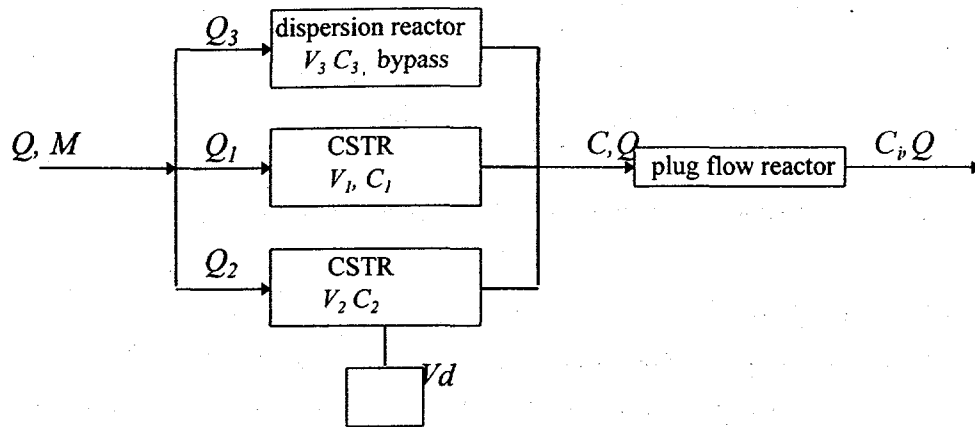 Q3
dispersion reactor
V3 C3, bypass
Q, M
Q1
CSTR
V1, C1
C,Q
plug flow reactor
Ci, Q
Q2
CSTR
V2 C2
Vd